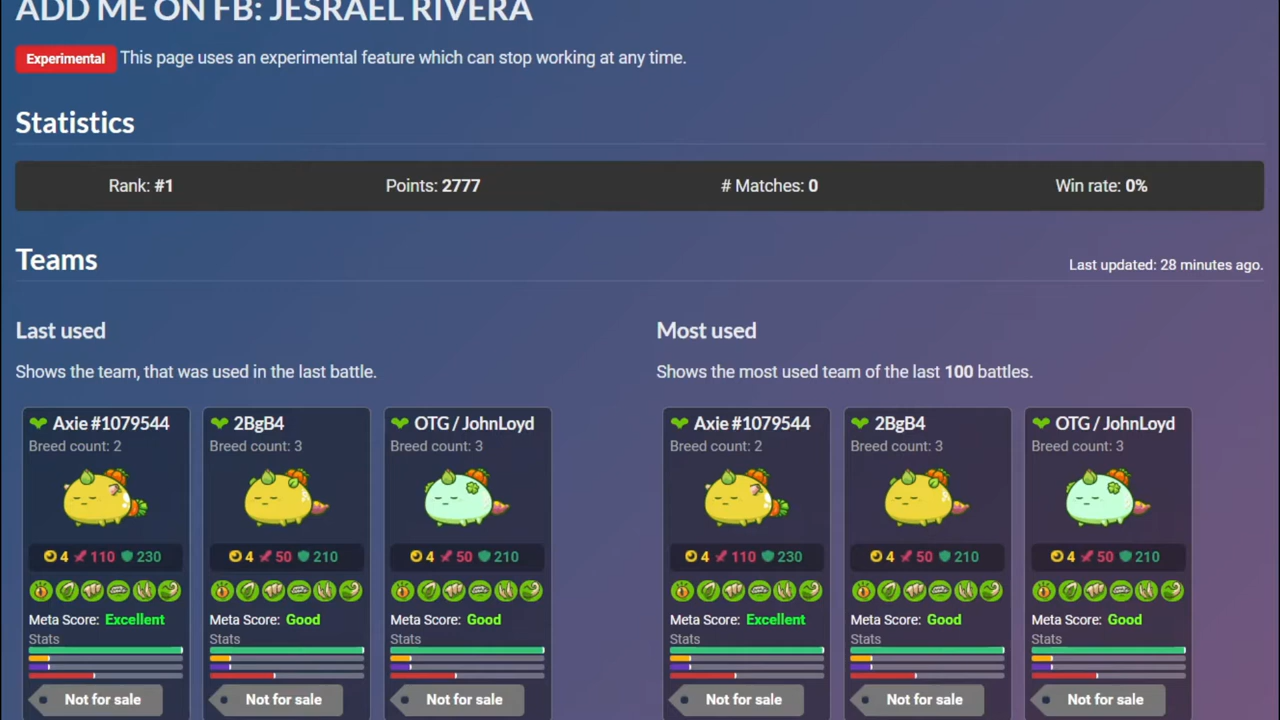 ADD ME ON FB: JESRAEL RIVERA
Experimental This page uses an experimental feature which can stop working at any time.
Statistics
Rank: #1 Points: 2777 # Matches: 0 Win rate: 0%
Teams
Last updated: 28 minutes ago.
Last used
Shows the team, that was used in the last battle.
Axie #1079544 2BgB4 OTG / JohnLoyd
Breed count: 2 Breed count: 3 Breed count: 3
4 110 230 4 50 210 4 50 210
Meta Score: Excellent Meta Score: Good Meta Score: Good
Stats Stats Stats
Not for sale Not for sale Not for sale
Most used
Shows the most used team of the last 100 battles.
Axie #1079544 2BgB4 OTG / JohnLoyd
Breed count: 2 Breed count: 3 Breed count: 3
4 110 230 4 50 210 4 50 210
Meta Score: Excellent Meta Score: Good Meta Score: Good
Stats Stats Stats
Not for sale Not for sale Not for sale